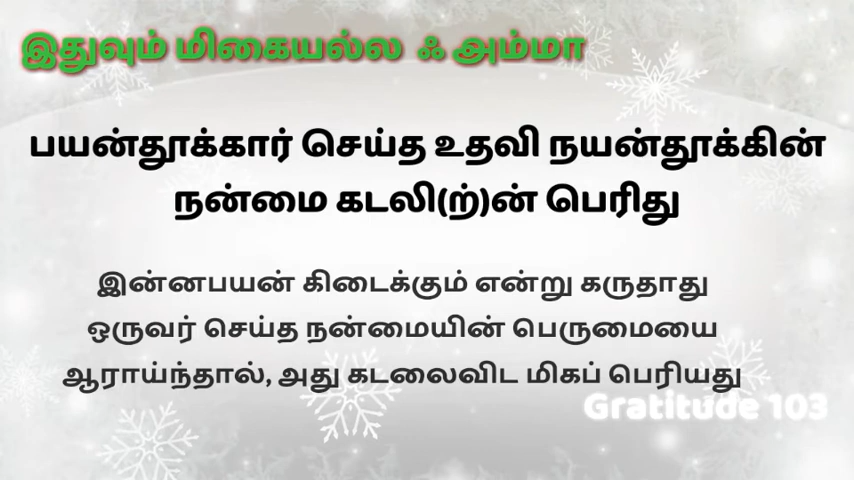 இதுவும் மிகையல்ல ஃ அம்மா
பயன்தூக்கார் செய்த உதவி நயன்தூக்கின்
நன்மை கடலி(ற்)ன் பெரிது
இன்னபயன் கிடைக்கும் என்று கருதாது
ஒருவர் செய்த நன்மையின் பெருமையை
ஆராய்ந்தால், அது கடலைவிட மிகப் பெரியது
Gratitude 103